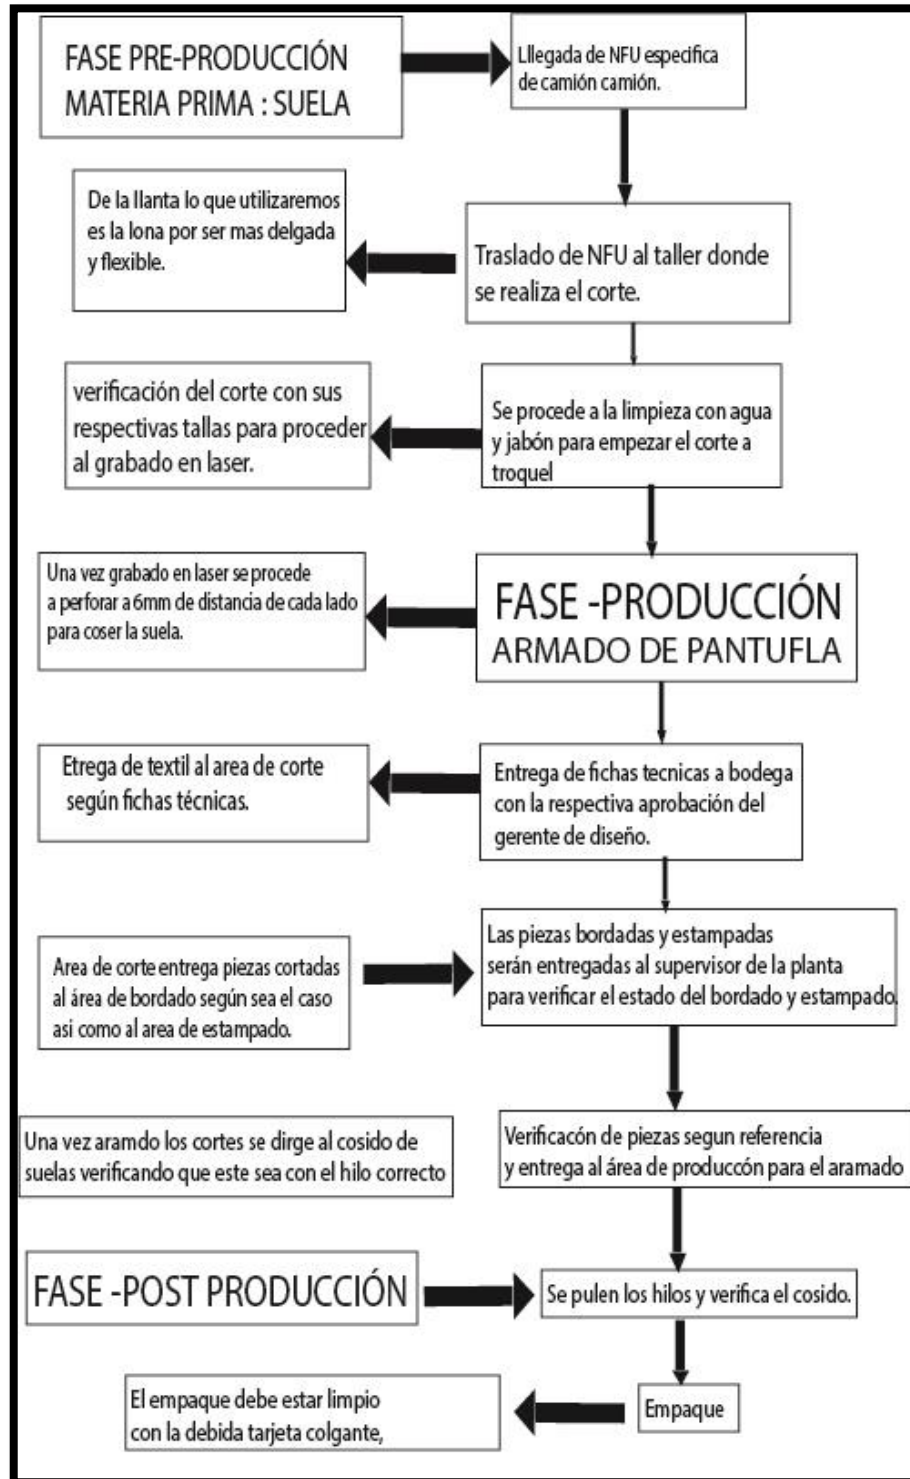 FASE PRE-PRODUCCIÓN
MATERIA PRIMA : SUELA
Lllegada de NFU especifica
de camión camión.
De la llanta lo que utilizaremos
es la lona por ser mas delgada
y flexible.
Traslado de NFU al taller donde
se realiza el corte.
verificación del corte con sus
respectivas tallas para proceder
al grabado en laser.
Se procede a la limpieza con agua
y jabón para empezar el corte a
troquel
Una vez grabado en laser se procede
a perforar a 6mm de distancia de cada lado
para coser la suela.
FASE -PRODUCCIÓN
ARMADO DE PANTUFLA
Etrega de textil al area de corte
según fichas técnicas.
Entrega de fichas tecnicas a bodega
con la respectiva aprobación del
gerente de diseño.
Area de corte entrega piezas cortadas
al área de bordado según sea el caso
asi como al area de estampado.
Las piezas bordadas y estampadas
serán entregadas al supervisor de la planta
para verificar el estado del bordado y estampado.
Una vez aramdo los cortes se dirge al cosido de
suelas verificando que este sea con el hilo correcto
Verificacón de piezas segun referencia
y entrega al área de produccón para el aramado
FASE -POST PRODUCCIÓN
Se pulen los hilos y verifica el cosido.
El empaque debe estar limpio
con la debida tarjeta colgante,
Empaque